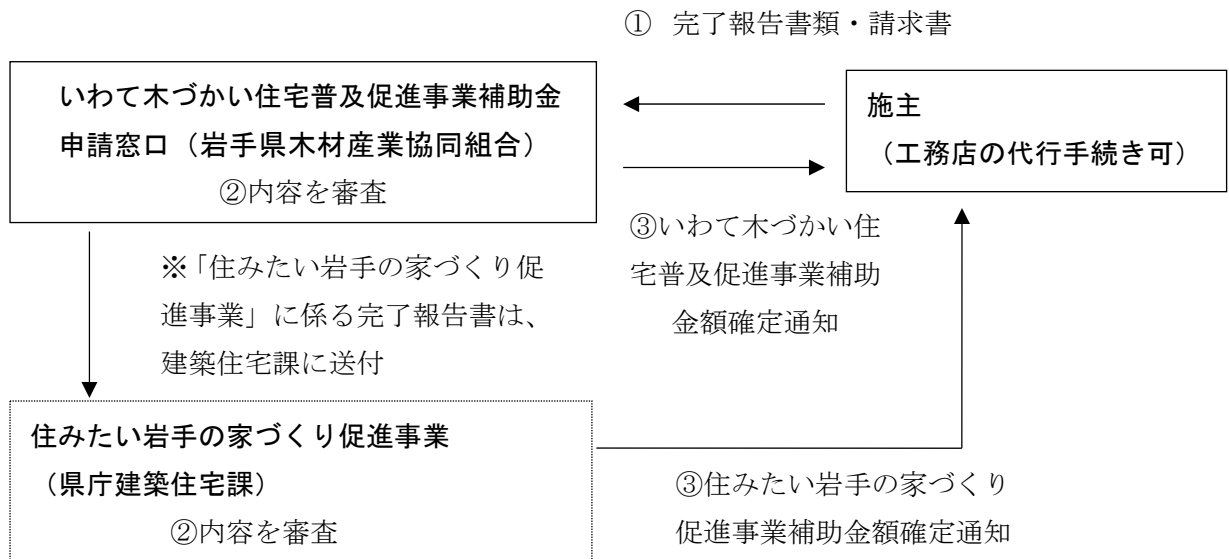 ① 完了報告書類・請求書
いわて木づかい住宅普及促進事業補助金
申請窓口（岩手県木材産業協同組合）
②内容を審査
施主
（工務店の代行手続き可）
③いわて木づかい住
宅普及促進事業補助
金額確定通知
※「住みたい岩手の家づくり促
進事業」に係る完了報告書は、
建築住宅課に送付
住みたい岩手の家づくり促進事業
（県庁建築住宅課）
②内容を審査
③住みたい岩手の家づくり
促進事業補助金額確定通知